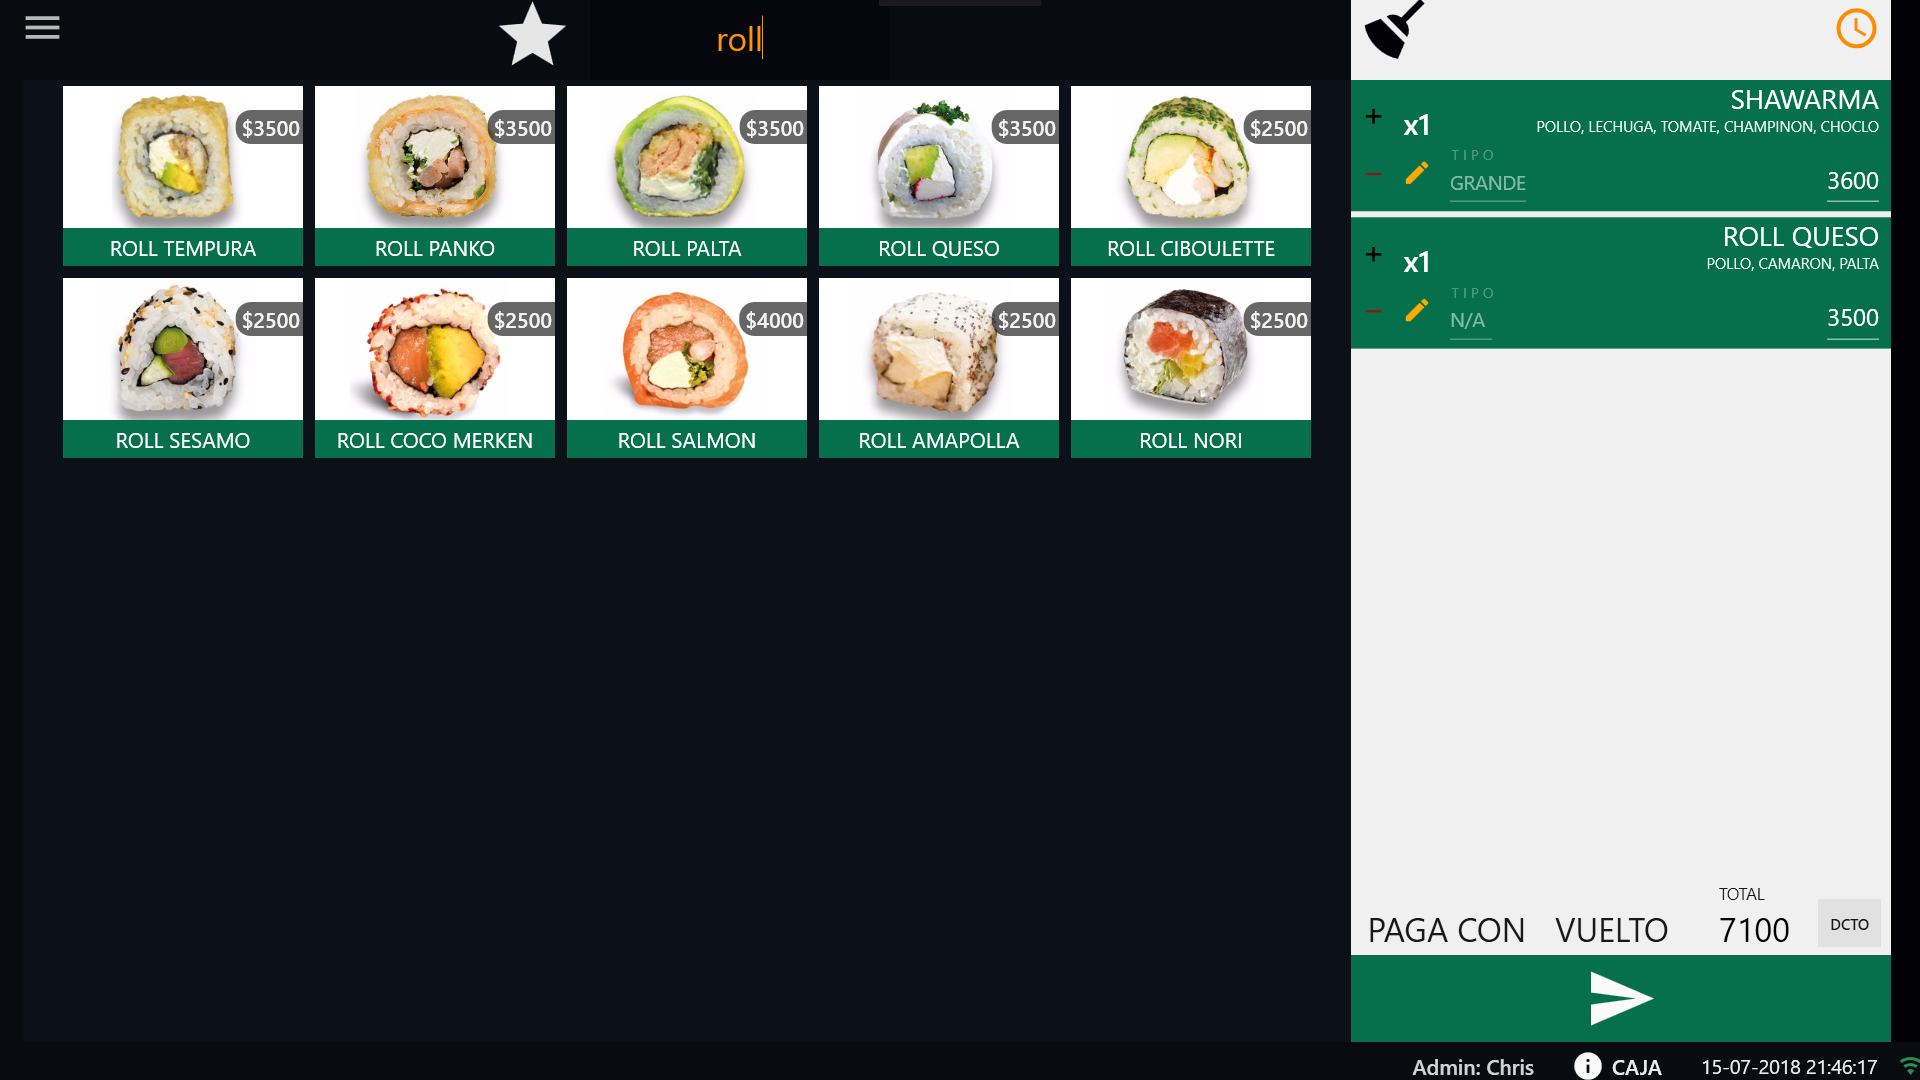 roll
$3500
$3500
$3500
$3500
$2500
ROLL TEMPURA
ROLL PANKO
ROLL PALTA
ROLL QUESO
ROLL CIBOULETTE
$2500
$2500
$4000
$2500
$2500
ROLL SESAMO
ROLL COCO MERKEN
ROLL SALMON
ROLL AMAPOLLA
ROLL NORI
SHAWARMA
x1
POLLO, LECHUGA, TOMATE, CHAMPINON, CHOCLO
TIPO
GRANDE
3600
ROLL QUESO
x1
POLLO, CAMARON, PALTA
TIPO
N/A
3500
TOTAL
PAGA CON
VUELTO
7100
DCTO
Admin: Chris
CAJA
15-07-2018 21:46:17